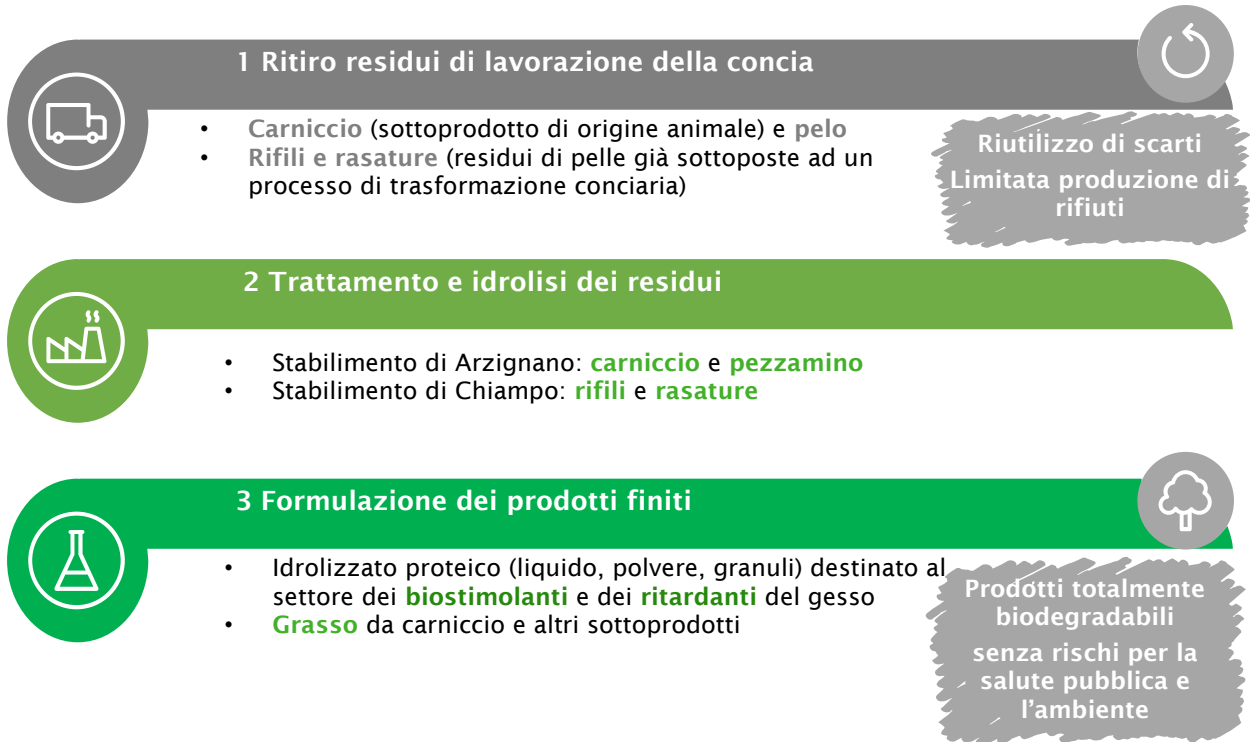 1 Ritiro residui di lavorazione della concia
• Carniccio (sottoprodotto di origine animale) e pelo
• Rifili e rasature (residui di pelle già sottoposte ad un
processo di trasformazione conciaria)
Riutilizzo di scarti
Limitata produzione di
rifiuti
2 Trattamento e idrolisi dei residui
• Stabilimento di Arzignano: carniccio e pezzamino
• Stabilimento di Chiampo: rifili e rasature
3 Formulazione dei prodotti finiti
• Idrolizzato proteico (liquido, polvere, granuli) destinato al
settore dei biostimolanti e dei ritardanti del gesso
• Grasso da carniccio e altri sottoprodotti
Prodotti totalmente
biodegradabili
senza rischi per la
salute pubblica e
l’ambiente